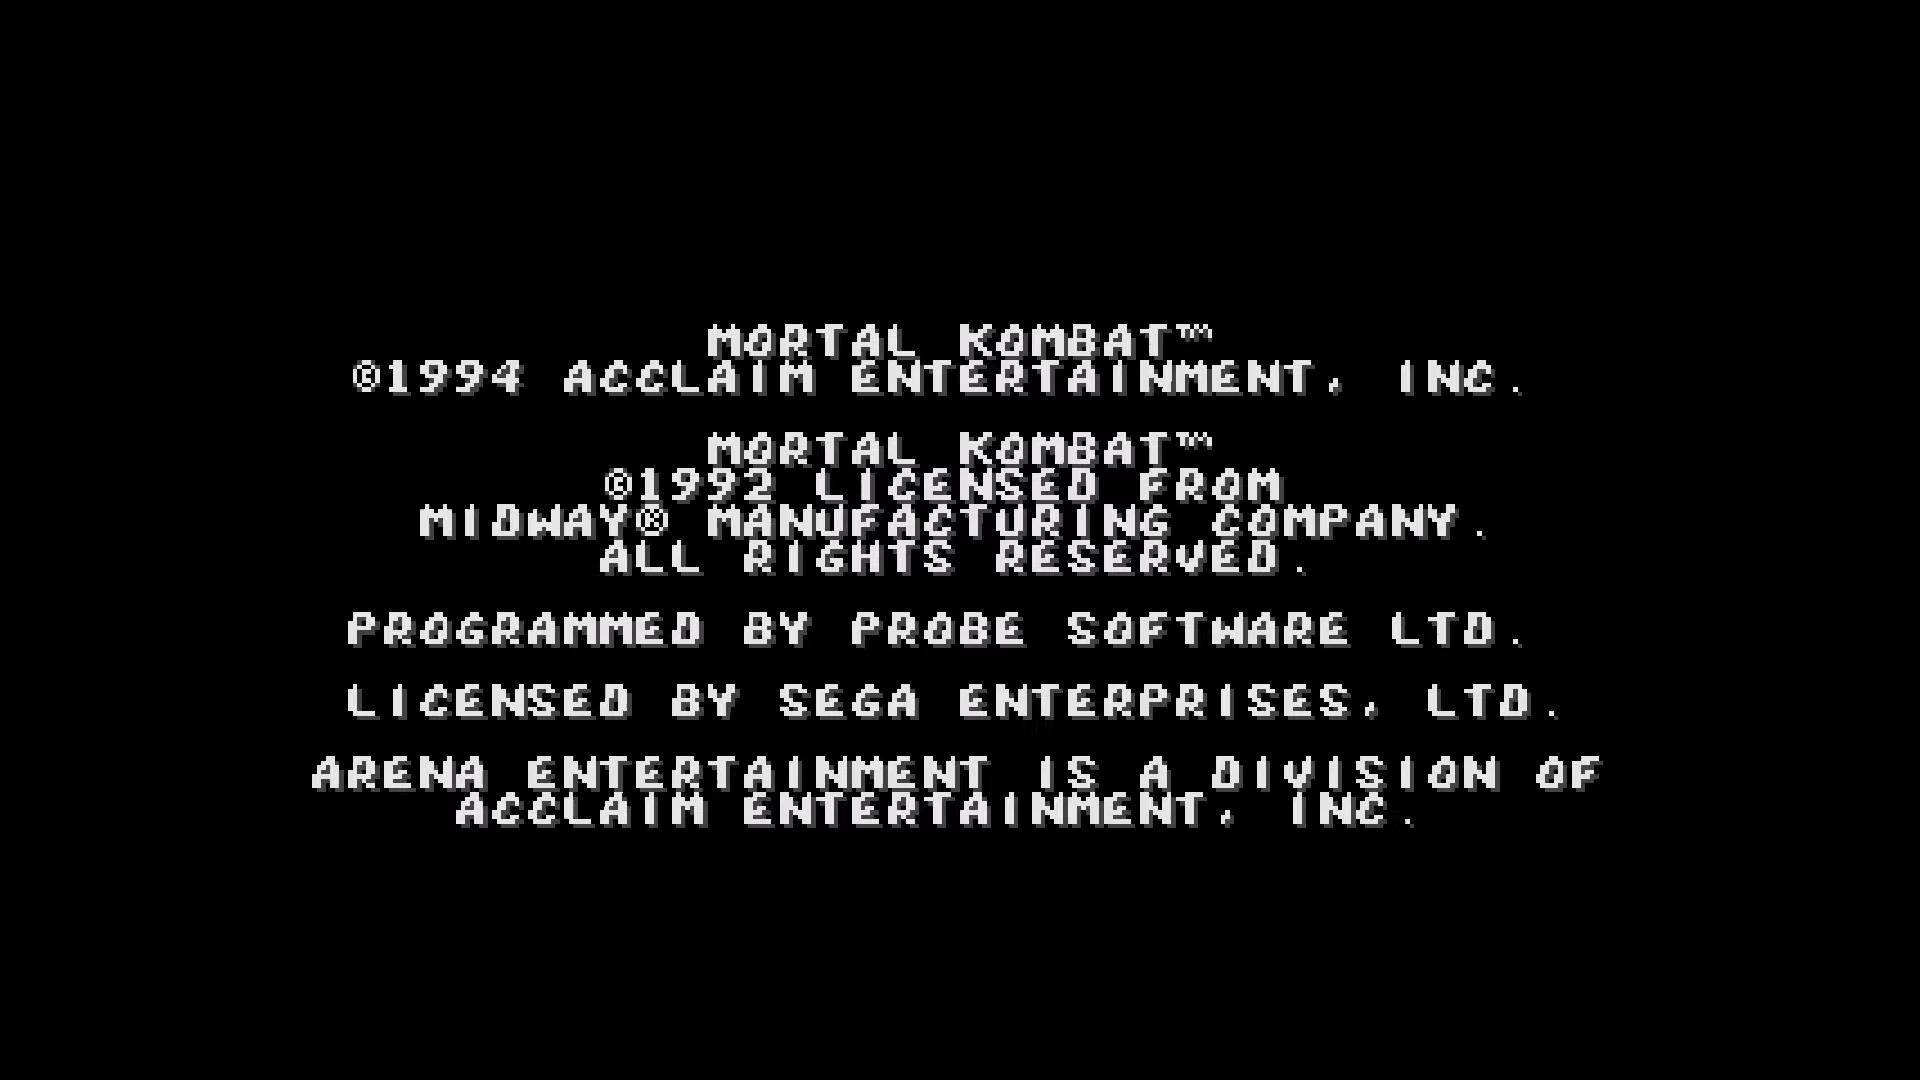 MORTAL KOMBAT™
©1994 ACCLAIM ENTERTAINMENT, INC.
MORTAL KOMBAT™
©1992 LICENSED FROM
MIDWAY® MANUFACTURING COMPANY.
ALL RIGHTS RESERVED.
PROGRAMMED BY PROBE SOFTWARE LTD.
LICENSED BY SEGA ENTERPRISES, LTD.
ARENA ENTERTAINMENT IS A DIVISION OF
ACCLAIM ENTERTAINMENT, INC.